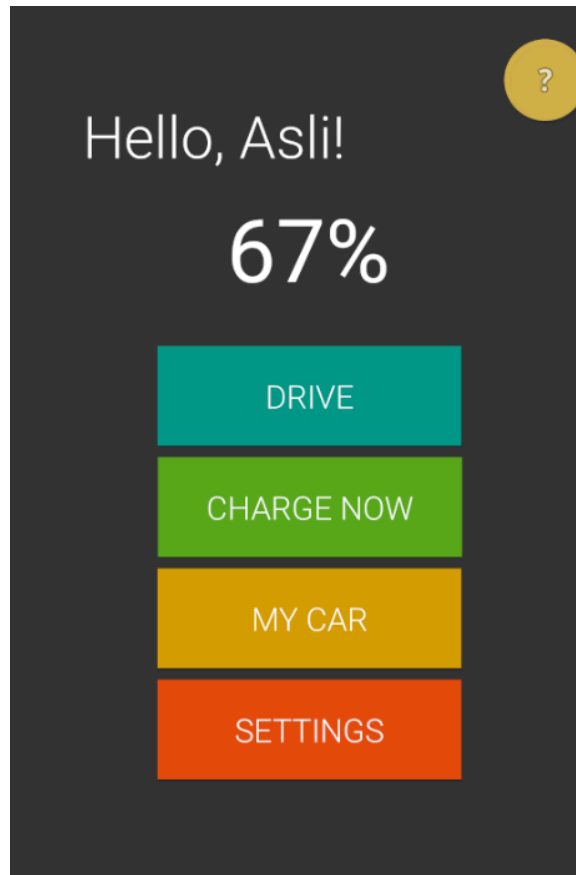 ?
Hello, Asli!
67%
DRIVE
CHARGE NOW
MY CAR
SETTINGS